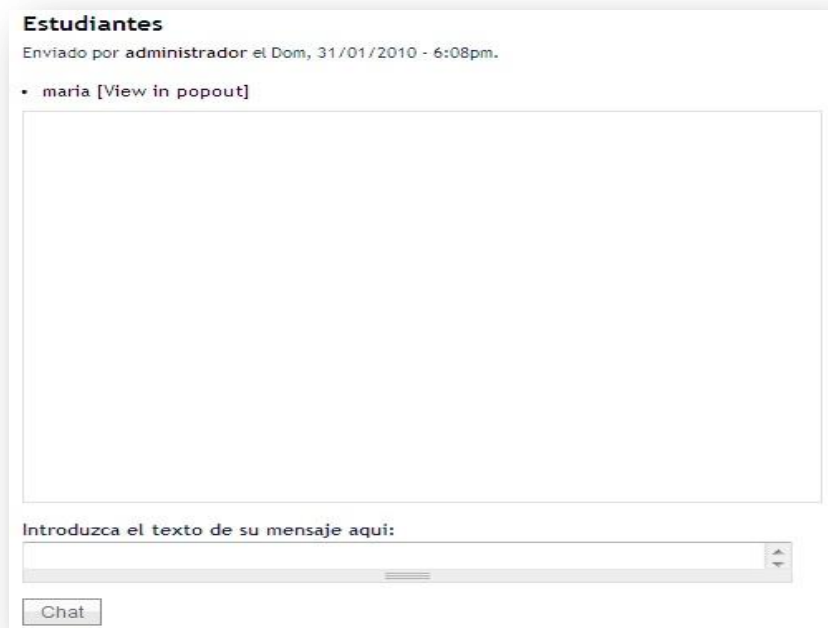 Estudiantes
Enviado por administrador el Dom, 31/01/2010 - 6:08pm.
• maria [View in popout]
Introduzca el texto de su mensaje aqui:
Chat